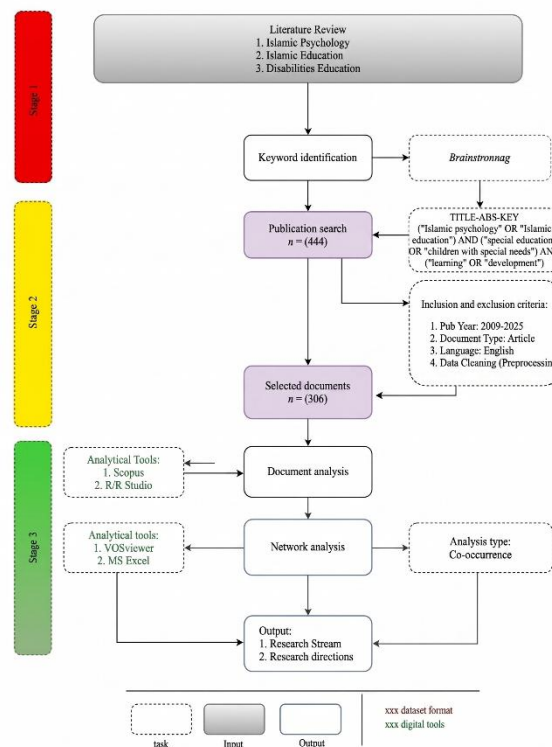 Stage 1
Literature Review
1. Islamic Psychology
2. Islamic Education
3. Disabilities Education
Keyword identification
Brainstronnag
Stage 2
Publication search
n = (444)
TITLE-ABS-KEY
("Islamic psychology" OR "Islamic
education") AND ("special education
OR "children with special needs") AN
("learning" OR "development")
Inclusion and exclusion criteria:
1. Pub Year: 2009-2025
2. Document Type: Article
3. Language: English
4. Data Cleaning (Preprocessin
Selected documents
n = (306)
Stage 3
Analytical Tools:
1. Scopus
2. R/R Studio
Document analysis
Analytical tools:
1. VOSviewer
2. MS Excel
Network analysis
Analysis type:
Co-occurrence
Output:
1. Research Stream
2. Research directions
task
Input
Output
xxx dataset format
xxx digital tools